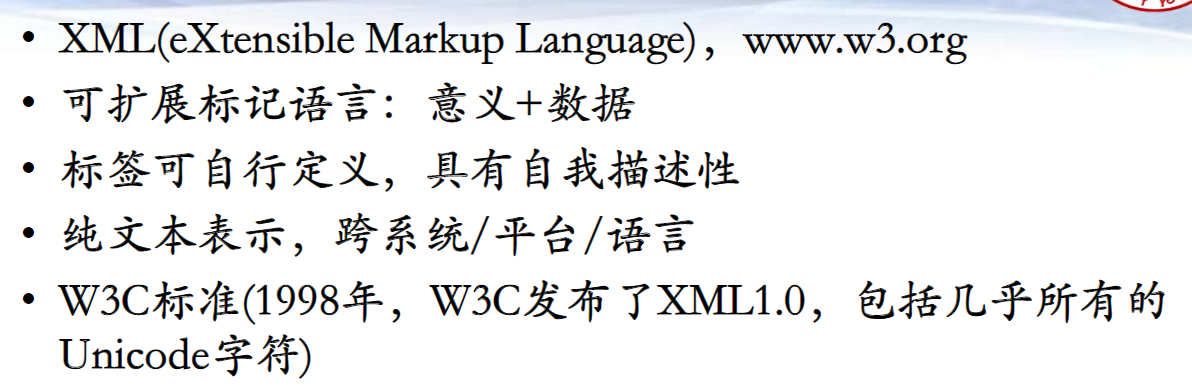 • XML(eXtensible Markup Language)，www.w3.org
• 可扩展标记语言：意义+数据
• 标签可自行定义，具有自我描述性
• 纯文本表示，跨系统/平台/语言
• W3C标准(1998年，W3C发布了XML1.0，包括几乎所有的
Unicode字符)